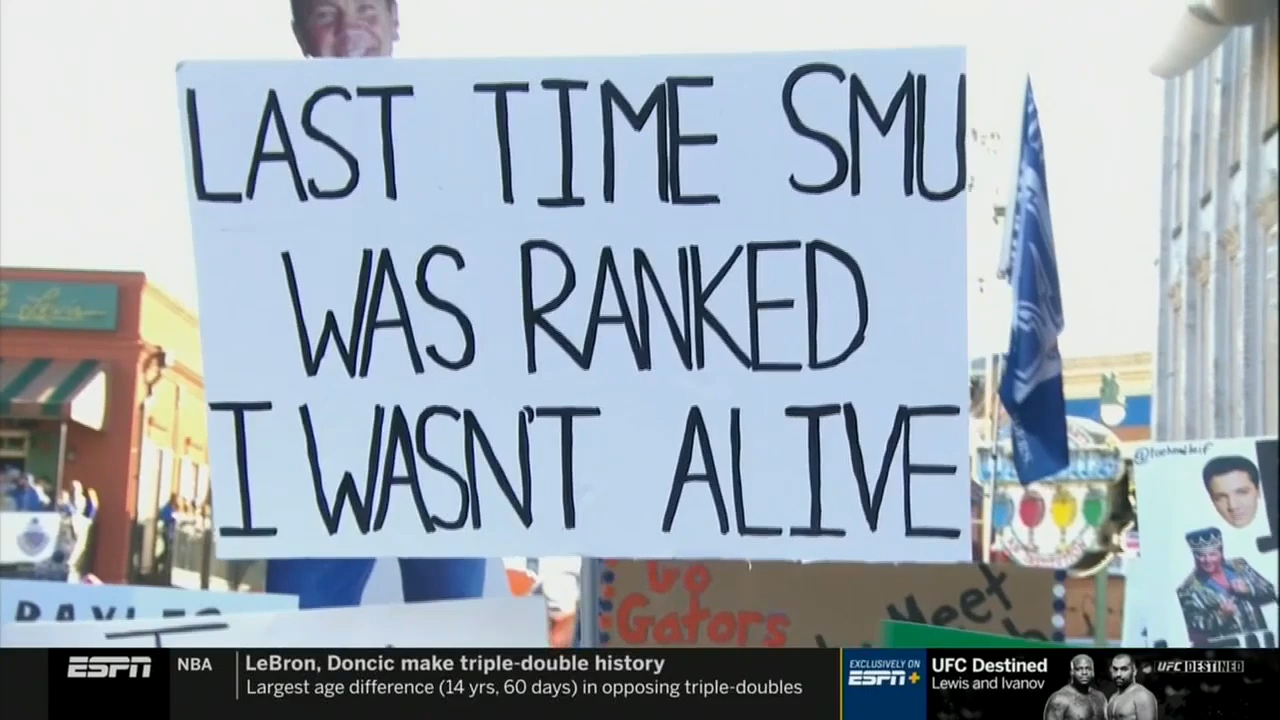 LAST TIME SMU
WAS RANKED
I WASN'T ALIVE
Go
Gators
Meet
ESPN
NBA
LeBron, Doncic make triple-double history
Largest age difference (14 yrs, 60 days) in opposing triple-doubles
EXCLUSIVELY ON
ESPN+
UFC Destined
Lewis and Ivanov
UFC DESTINED